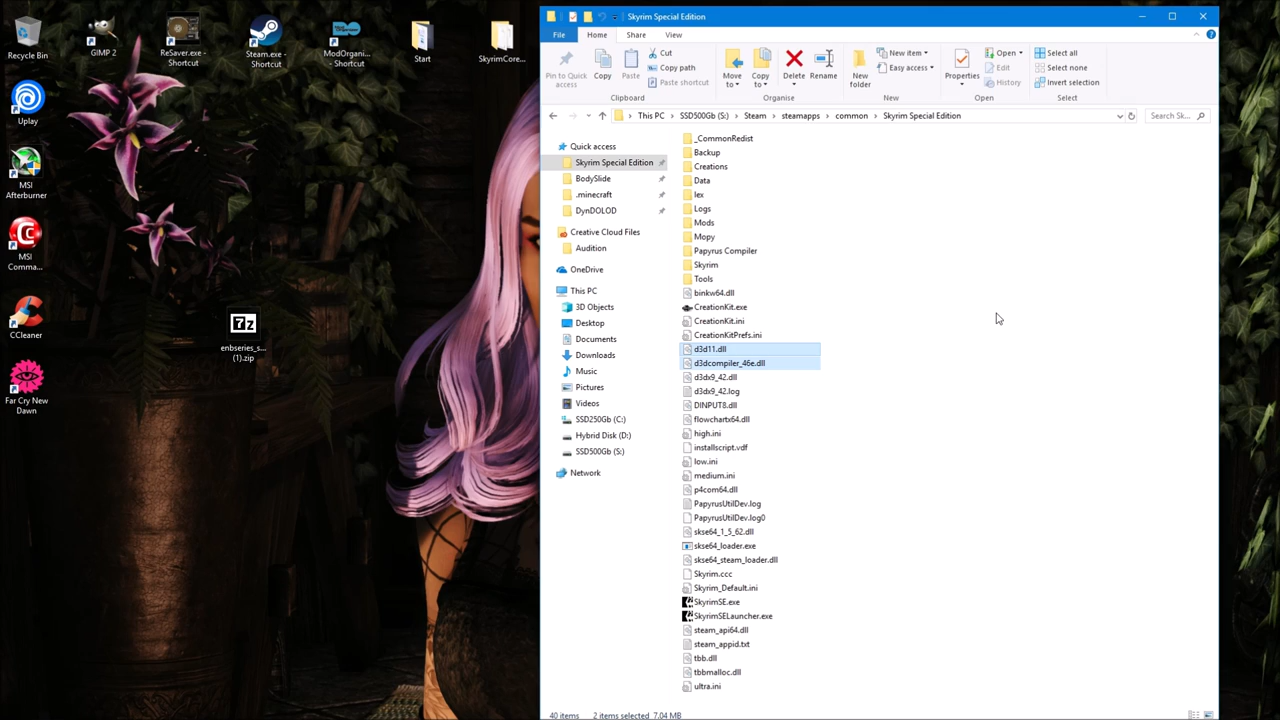 Recycle Bin
GIMP 2
ReSaver.exe -
Shortcut
Steam.exe -
Shortcut
ModOrgani...
- Shortcut
Start
SkyrimCore...
Uplay
MSI
Afterburner
MSI
Comma...
CCleaner
Far Cry New
Dawn
7z
enbseries_s...
(1).zip
Skyrim Special Edition
File
Home
Share
View
Pin to Quick
access
Copy
Paste
Cut
Copy path
Paste shortcut
Clipboard
Move
to
Copy
to
Delete
Rename
Organise
New
folder
New item
Easy access
New
Properties
Open
Edit
History
Open
Select all
Select none
Invert selection
Select
This PC > SSD500Gb (S:) > Steam > steamapps > common > Skyrim Special Edition
Search Sk...
Quick access
Skyrim Special Edition
BodySlide
.minecraft
DynDOLOD
Creative Cloud Files
Audition
OneDrive
This PC
3D Objects
Desktop
Documents
Downloads
Music
Pictures
Videos
SSD250Gb (C:)
Hybrid Disk (D:)
SSD500Gb (S:)
Network
_CommonRedist
Backup
Creations
Data
lex
Logs
Mods
Mopy
Papyrus Compiler
Skyrim
Tools
binkw64.dll
CreationKit.exe
CreationKit.ini
CreationKitPrefs.ini
d3d11.dll
d3dcompiler_46e.dll
d3dx9_42.dll
d3dx9_42.log
DINPUT8.dll
flowchartx64.dll
high.ini
installscript.vdf
low.ini
medium.ini
p4com64.dll
PapyrusUtilDev.log
PapyrusUtilDev.log0
skse64_1_5_62.dll
skse64_loader.exe
skse64_steam_loader.dll
Skyrim.ccc
Skyrim_Default.ini
SkyrimSE.exe
SkyrimSELauncher.exe
steam_api64.dll
steam_appid.txt
tbb.dll
tbbmalloc.dll
ultra.ini
40 items
2 items selected 7.04 MB